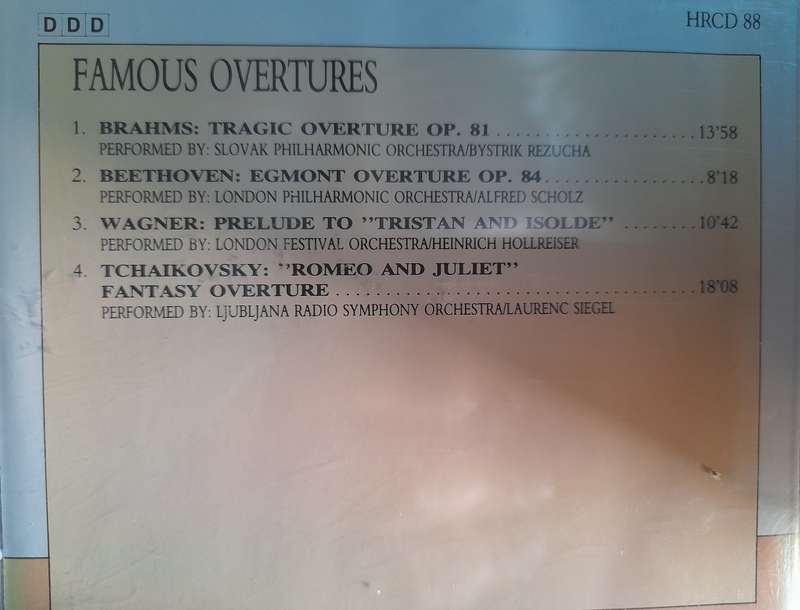 DDD
HRCD 88
FAMOUS OVERTURES
1. BRAHMS: TRAGIC OVERTURE OP. 81 ..................... 13'58
PERFORMED BY: SLOVAK PHILHARMONIC ORCHESTRA/BYSTRIK REZUCHA
2. BEETHOVEN: EGMONT OVERTURE OP. 84 ................. 8'18
PERFORMED BY: LONDON PHILHARMONIC ORCHESTRA/ALFRED SCHOLZ
3. WAGNER: PRELUDE TO ’’TRISTAN AND ISOLDE’’ ........ 10'42
PERFORMED BY: LONDON FESTIVAL ORCHESTRA/HEINRICH HOLLREISER
4. TCHAIKOVSKY: ’’ROMEO AND JULIET’’
FANTASY OVERTURE ...................................... 18'08
PERFORMED BY: LJUBLJANA RADIO SYMPHONY ORCHESTRA/LAURENC SIEGEL